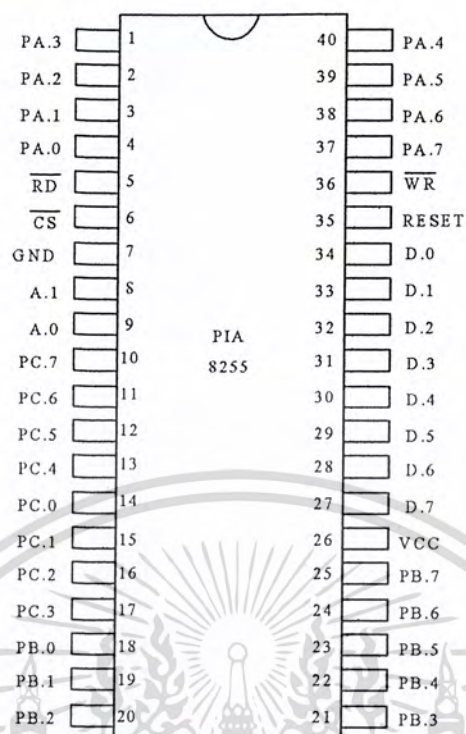 PA.3 1 40 PA.4
PA.2 2 39 PA.5
PA.1 3 38 PA.6
PA.0 4 37 PA.7
R̅D̅ 5 36 W̅R̅
C̅S̅ 6 35 RESET
GND 7 34 D.0
A.1 8 33 D.1
A.0 9 32 D.2
PIA
PC.7 10 31 D.3
8255
PC.6 11 30 D.4
PC.5 12 29 D.5
PC.4 13 28 D.6
PC.0 14 27 D.7
PC.1 15 26 VCC
PC.2 16 25 PB.7
PC.3 17 24 PB.6
PB.0 18 23 PB.5
PB.1 19 22 PB.4
PB.2 20 21 PB.3